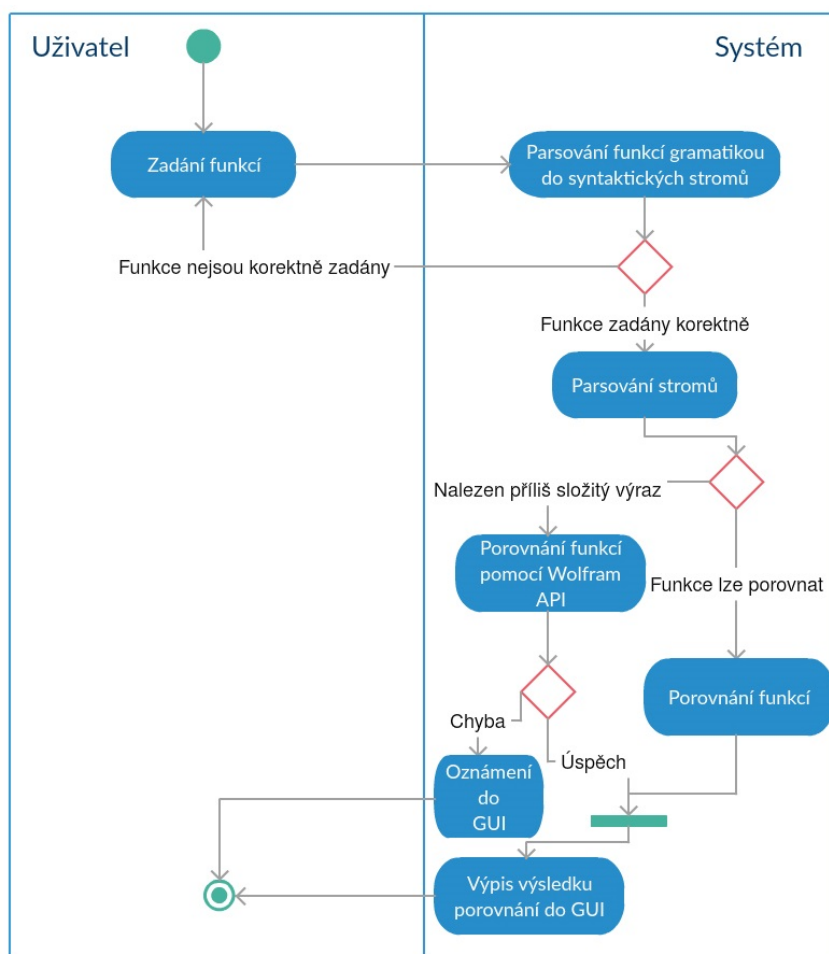 Uživatel
Systém
Zadání funkcí
Parsování funkcí gramatikou
do syntaktických stromů
Funkce nejsou korektně zadány
Funkce zadány korektně
Parsování stromů
Nalezen příliš složitý výraz
Porovnání funkcí
pomocí Wolfram
API
Funkce lze porovnat
Porovnání funkcí
Chyba
Úspěch
Oznámení
do
GUI
Výpis výsledku
porovnání do GUI